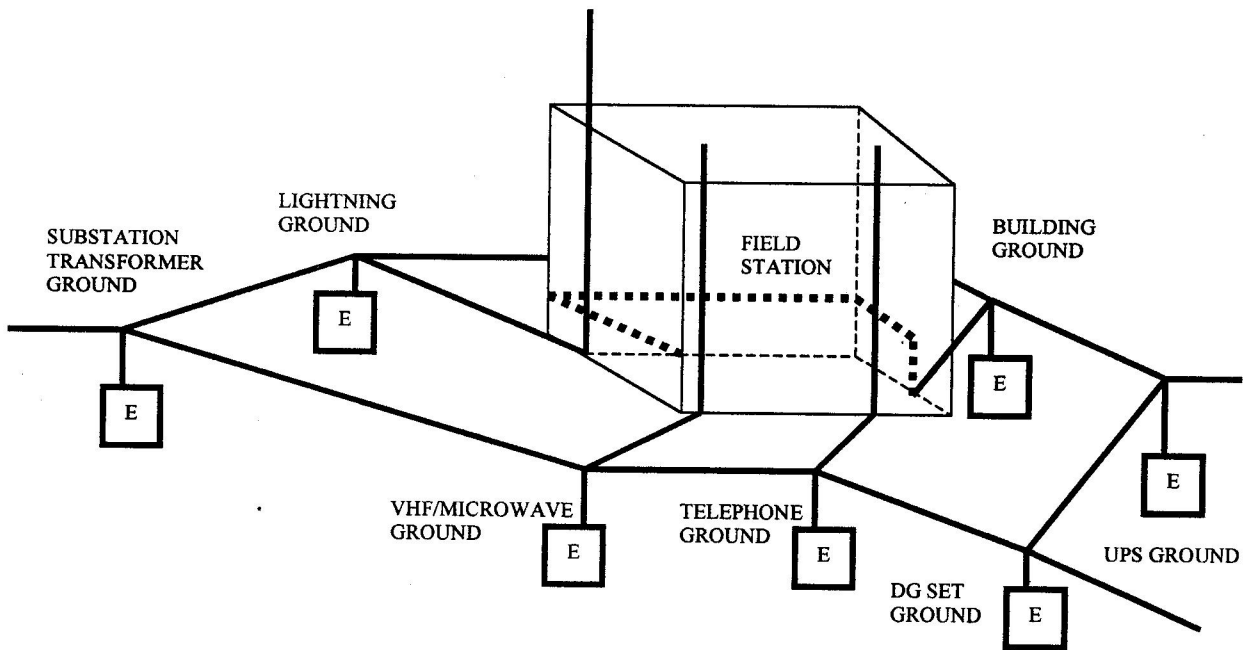 LIGHTNING
GROUND
SUBSTATION
TRANSFORMER
GROUND
FIELD
STATION
BUILDING
GROUND
E
E
E
E
VHF/MICROWAVE
GROUND
E
TELEPHONE
GROUND
E
UPS GROUND
DG SET
GROUND
E